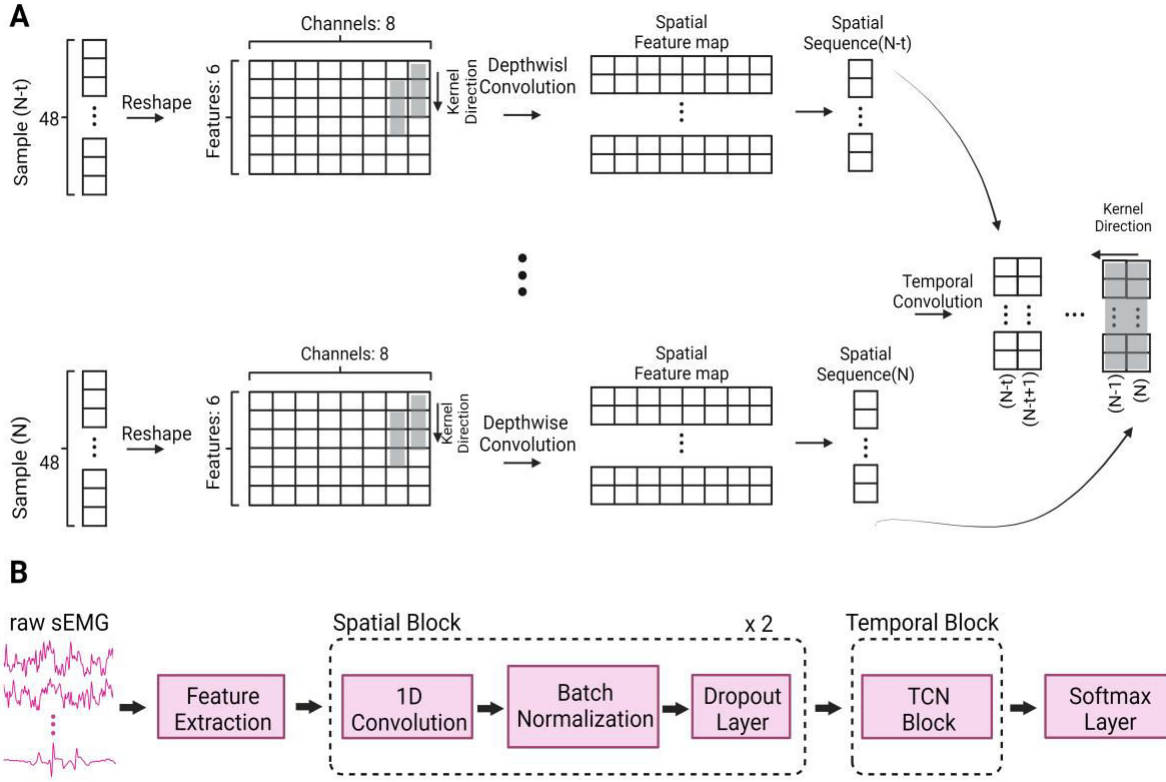 A
Sample (N-t)
48
Reshape
Channels: 8
Features: 6
Kernel
Direction
Depthwisl
Convolution
Spatial
Feature map
Spatial
Sequence(N-t)
Kernel
Direction
Temporal
Convolution
(N-t)
(N-t+1)
(N-1)
(N)
Sample (N)
48
Reshape
Channels: 8
Features: 6
Kernel
Direction
Depthwise
Convolution
Spatial
Feature map
Spatial
Sequence(N)
B
raw sEMG
Feature
Extraction
Spatial Block
x 2
1D
Convolution
Batch
Normalization
Dropout
Layer
Temporal Block
TCN
Block
Softmax
Layer